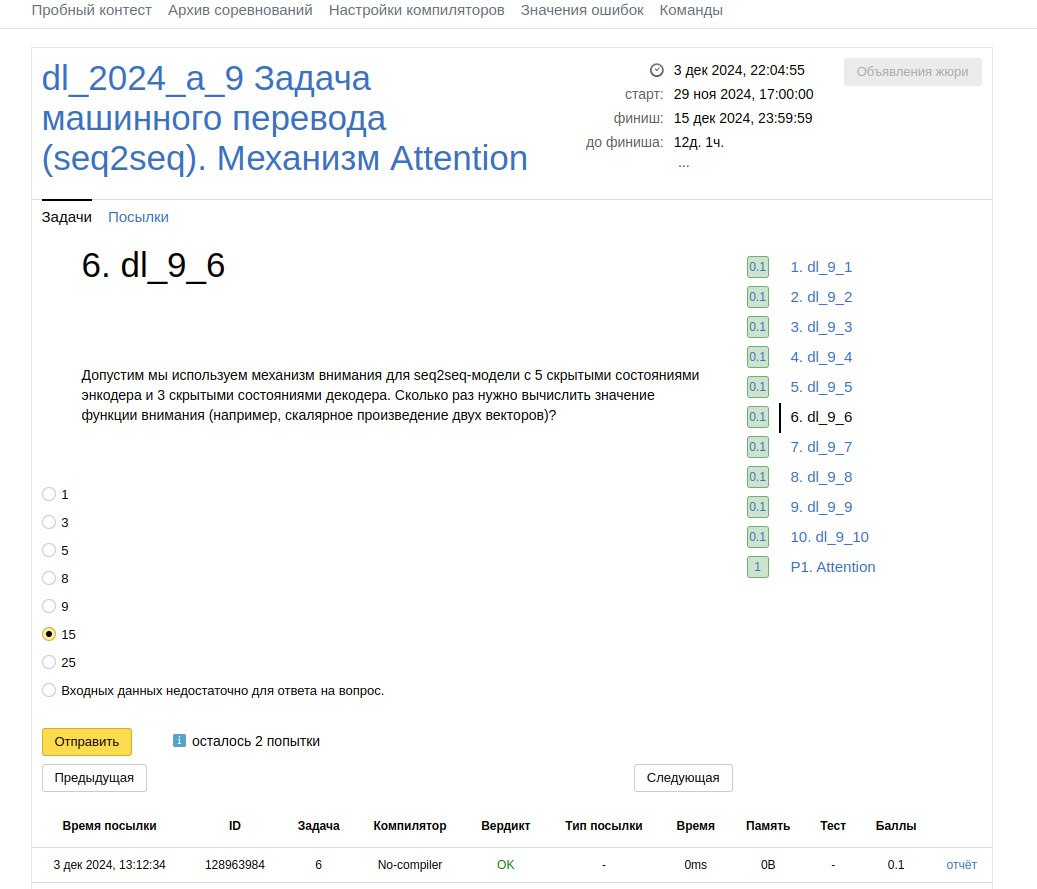 Пробный контест Архив соревнований Настройки компиляторов Значения ошибок Команды
dl_2024_a_9 Задача
машинного перевода
(seq2seq). Механизм Attention
3 дек 2024, 22:04:55
старт: 29 ноя 2024, 17:00:00
финиш: 15 дек 2024, 23:59:59
до финиша: 12д. 1ч.
...
Объявления жюри
Задачи Посылки
6. dl_9_6
Допустим мы используем механизм внимания для seq2seq-модели с 5 скрытыми состояниями
энкодера и 3 скрытыми состояниями декодера. Сколько раз нужно вычислить значение
функции внимания (например, скалярное произведение двух векторов)?
1
3
5
8
9
15
25
Входных данных недостаточно для ответа на вопрос.
Отправить i осталось 2 попытки
Предыдущая Следующая
0.1 1. dl_9_1
0.1 2. dl_9_2
0.1 3. dl_9_3
0.1 4. dl_9_4
0.1 5. dl_9_5
0.1 6. dl_9_6
0.1 7. dl_9_7
0.1 8. dl_9_8
0.1 9. dl_9_9
0.1 10. dl_9_10
1 P1. Attention
Время посылки ID Задача Компилятор Вердикт Тип посылки Время Память Тест Баллы
3 дек 2024, 13:12:34 128963984 6 No-compiler OK - 0ms 0B - 0.1 отчёт